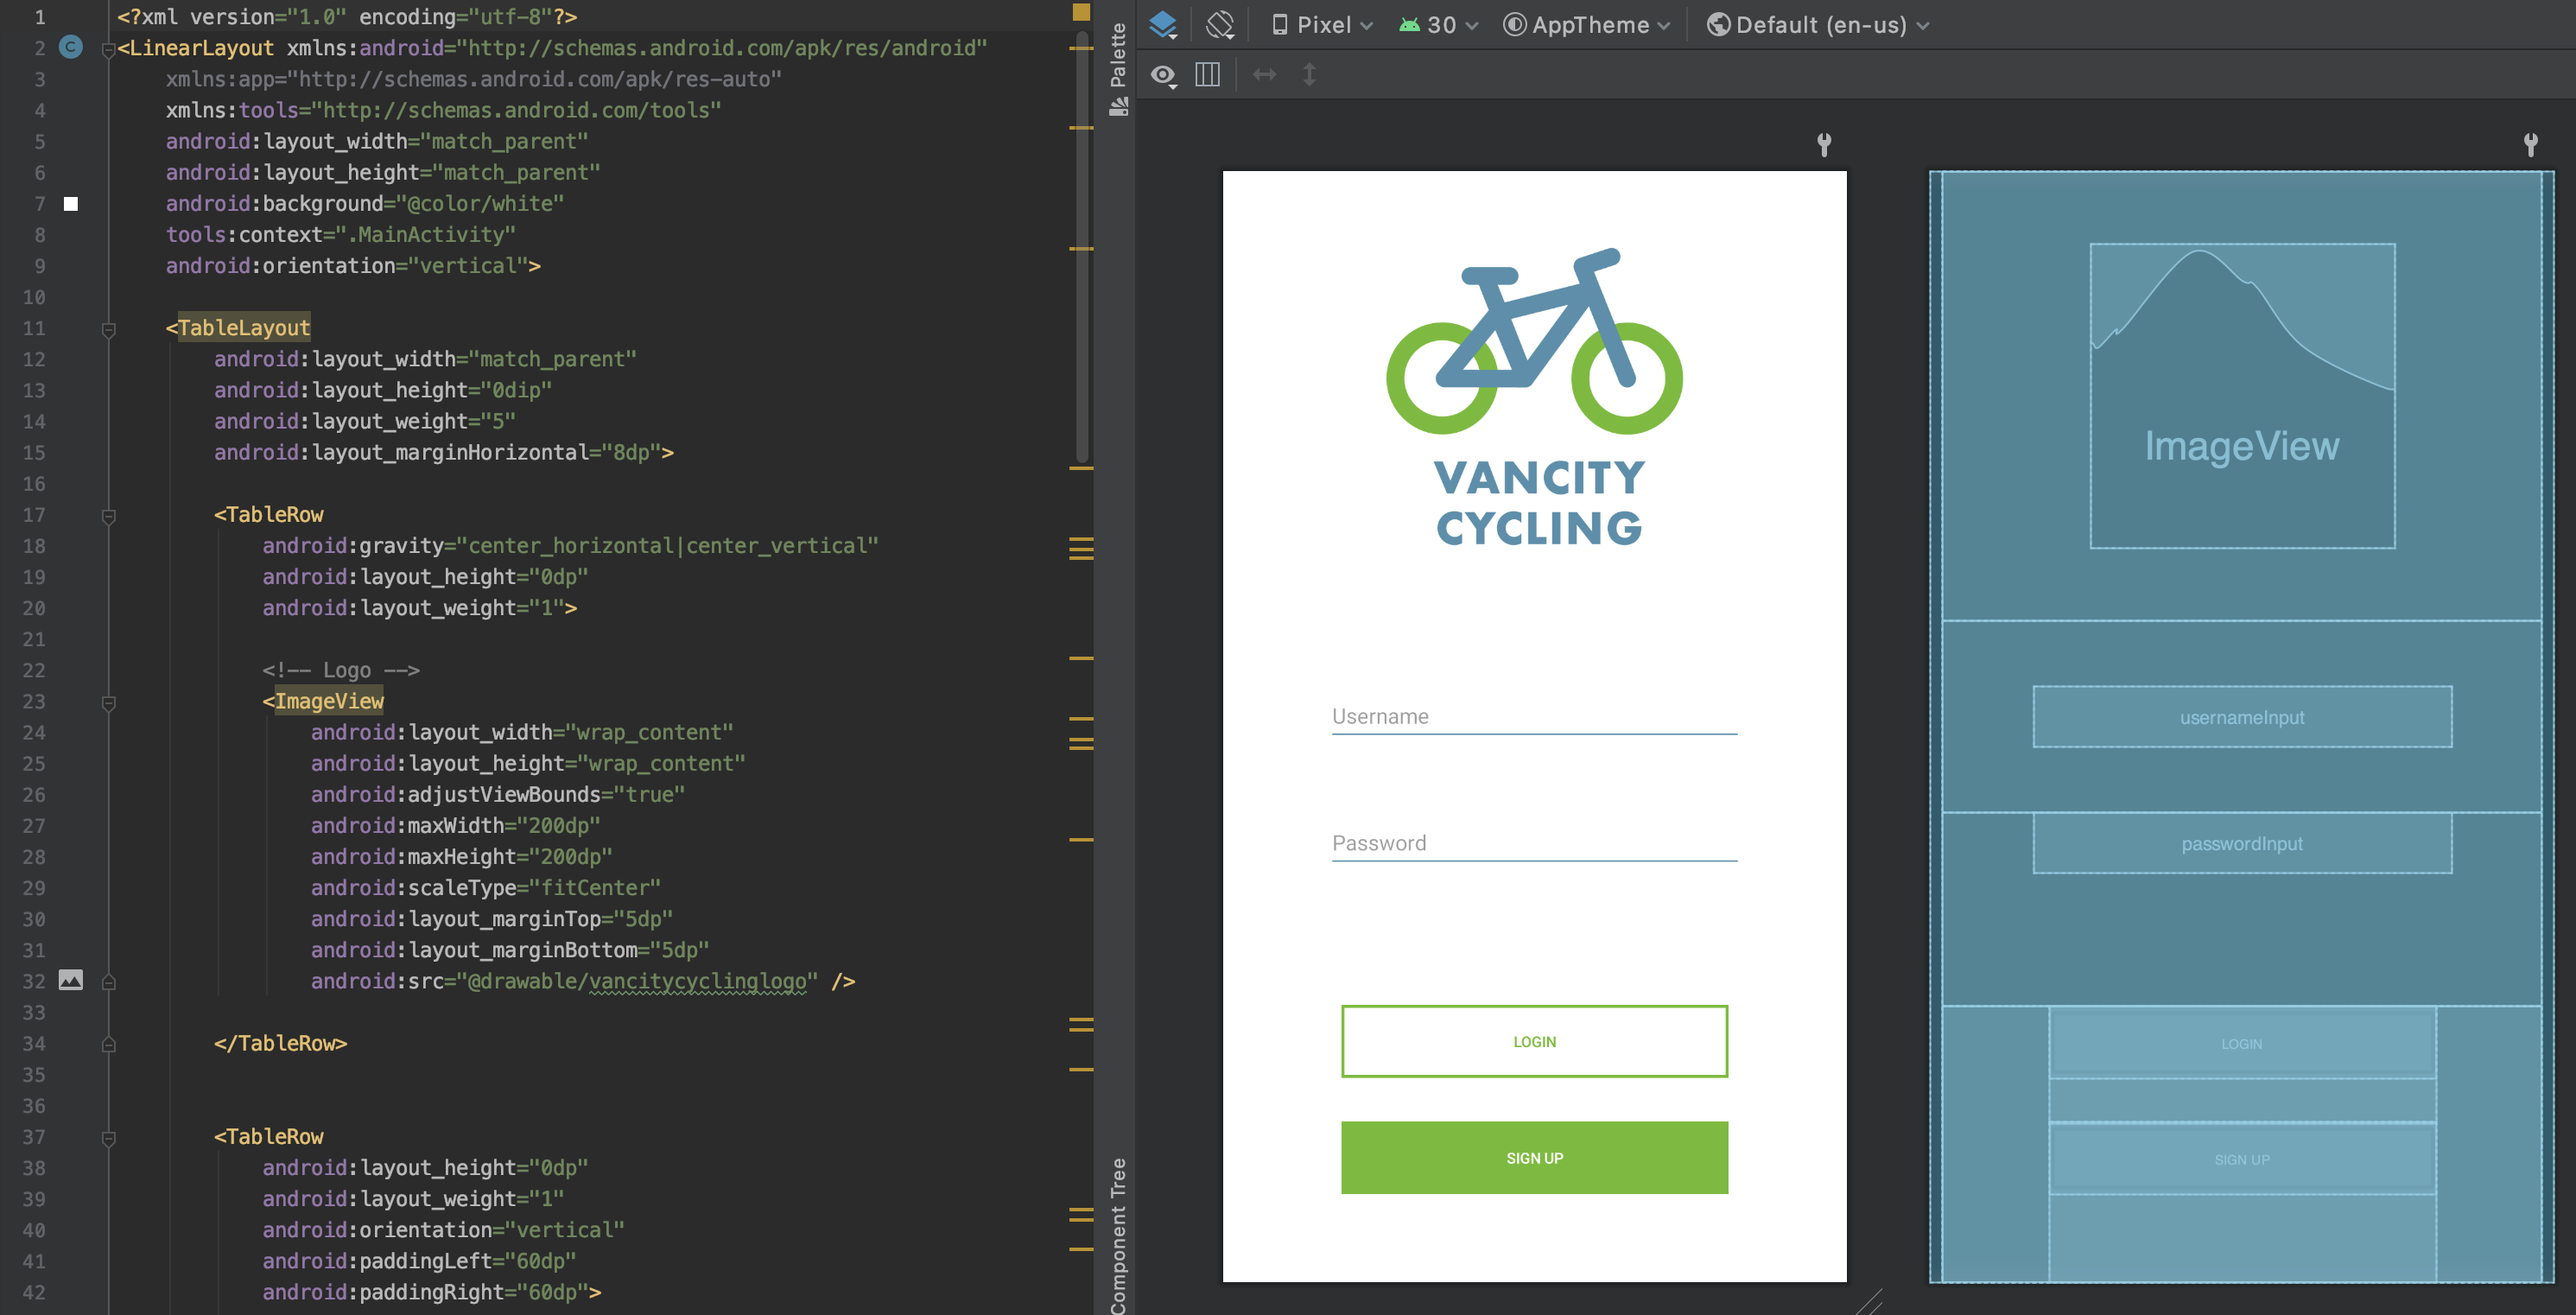 1 <?xml version="1.0" encoding="utf-8"?>
2 <LinearLayout xmlns:android="http://schemas.android.com/apk/res/android"
3 xmlns:app="http://schemas.android.com/apk/res-auto"
4 xmlns:tools="http://schemas.android.com/tools"
5 android:layout_width="match_parent"
6 android:layout_height="match_parent"
7 android:background="@color/white"
8 tools:context=".MainActivity"
9 android:orientation="vertical">
10
11 <TableLayout
12 android:layout_width="match_parent"
13 android:layout_height="0dip"
14 android:layout_weight="5"
15 android:layout_marginHorizontal="8dp">
16
17 <TableRow
18 android:gravity="center_horizontal|center_vertical"
19 android:layout_height="0dp"
20 android:layout_weight="1">
21
22 <!-- Logo -->
23 <ImageView
24 android:layout_width="wrap_content"
25 android:layout_height="wrap_content"
26 android:adjustViewBounds="true"
27 android:maxWidth="200dp"
28 android:maxHeight="200dp"
29 android:scaleType="fitCenter"
30 android:layout_marginTop="5dp"
31 android:layout_marginBottom="5dp"
32 android:src="@drawable/vancitycyclinglogo" />
33
34 </TableRow>
35
36
37 <TableRow
38 android:layout_height="0dp"
39 android:layout_weight="1"
40 android:orientation="vertical"
41 android:paddingLeft="60dp"
42 android:paddingRight="60dp">
C
Palette
Component Tree
Pixel 30 AppTheme Default (en-us)
VANCITY
CYCLING
Username
Password
LOGIN
SIGN UP
ImageView
usernameInput
passwordInput
LOGIN
SIGN UP